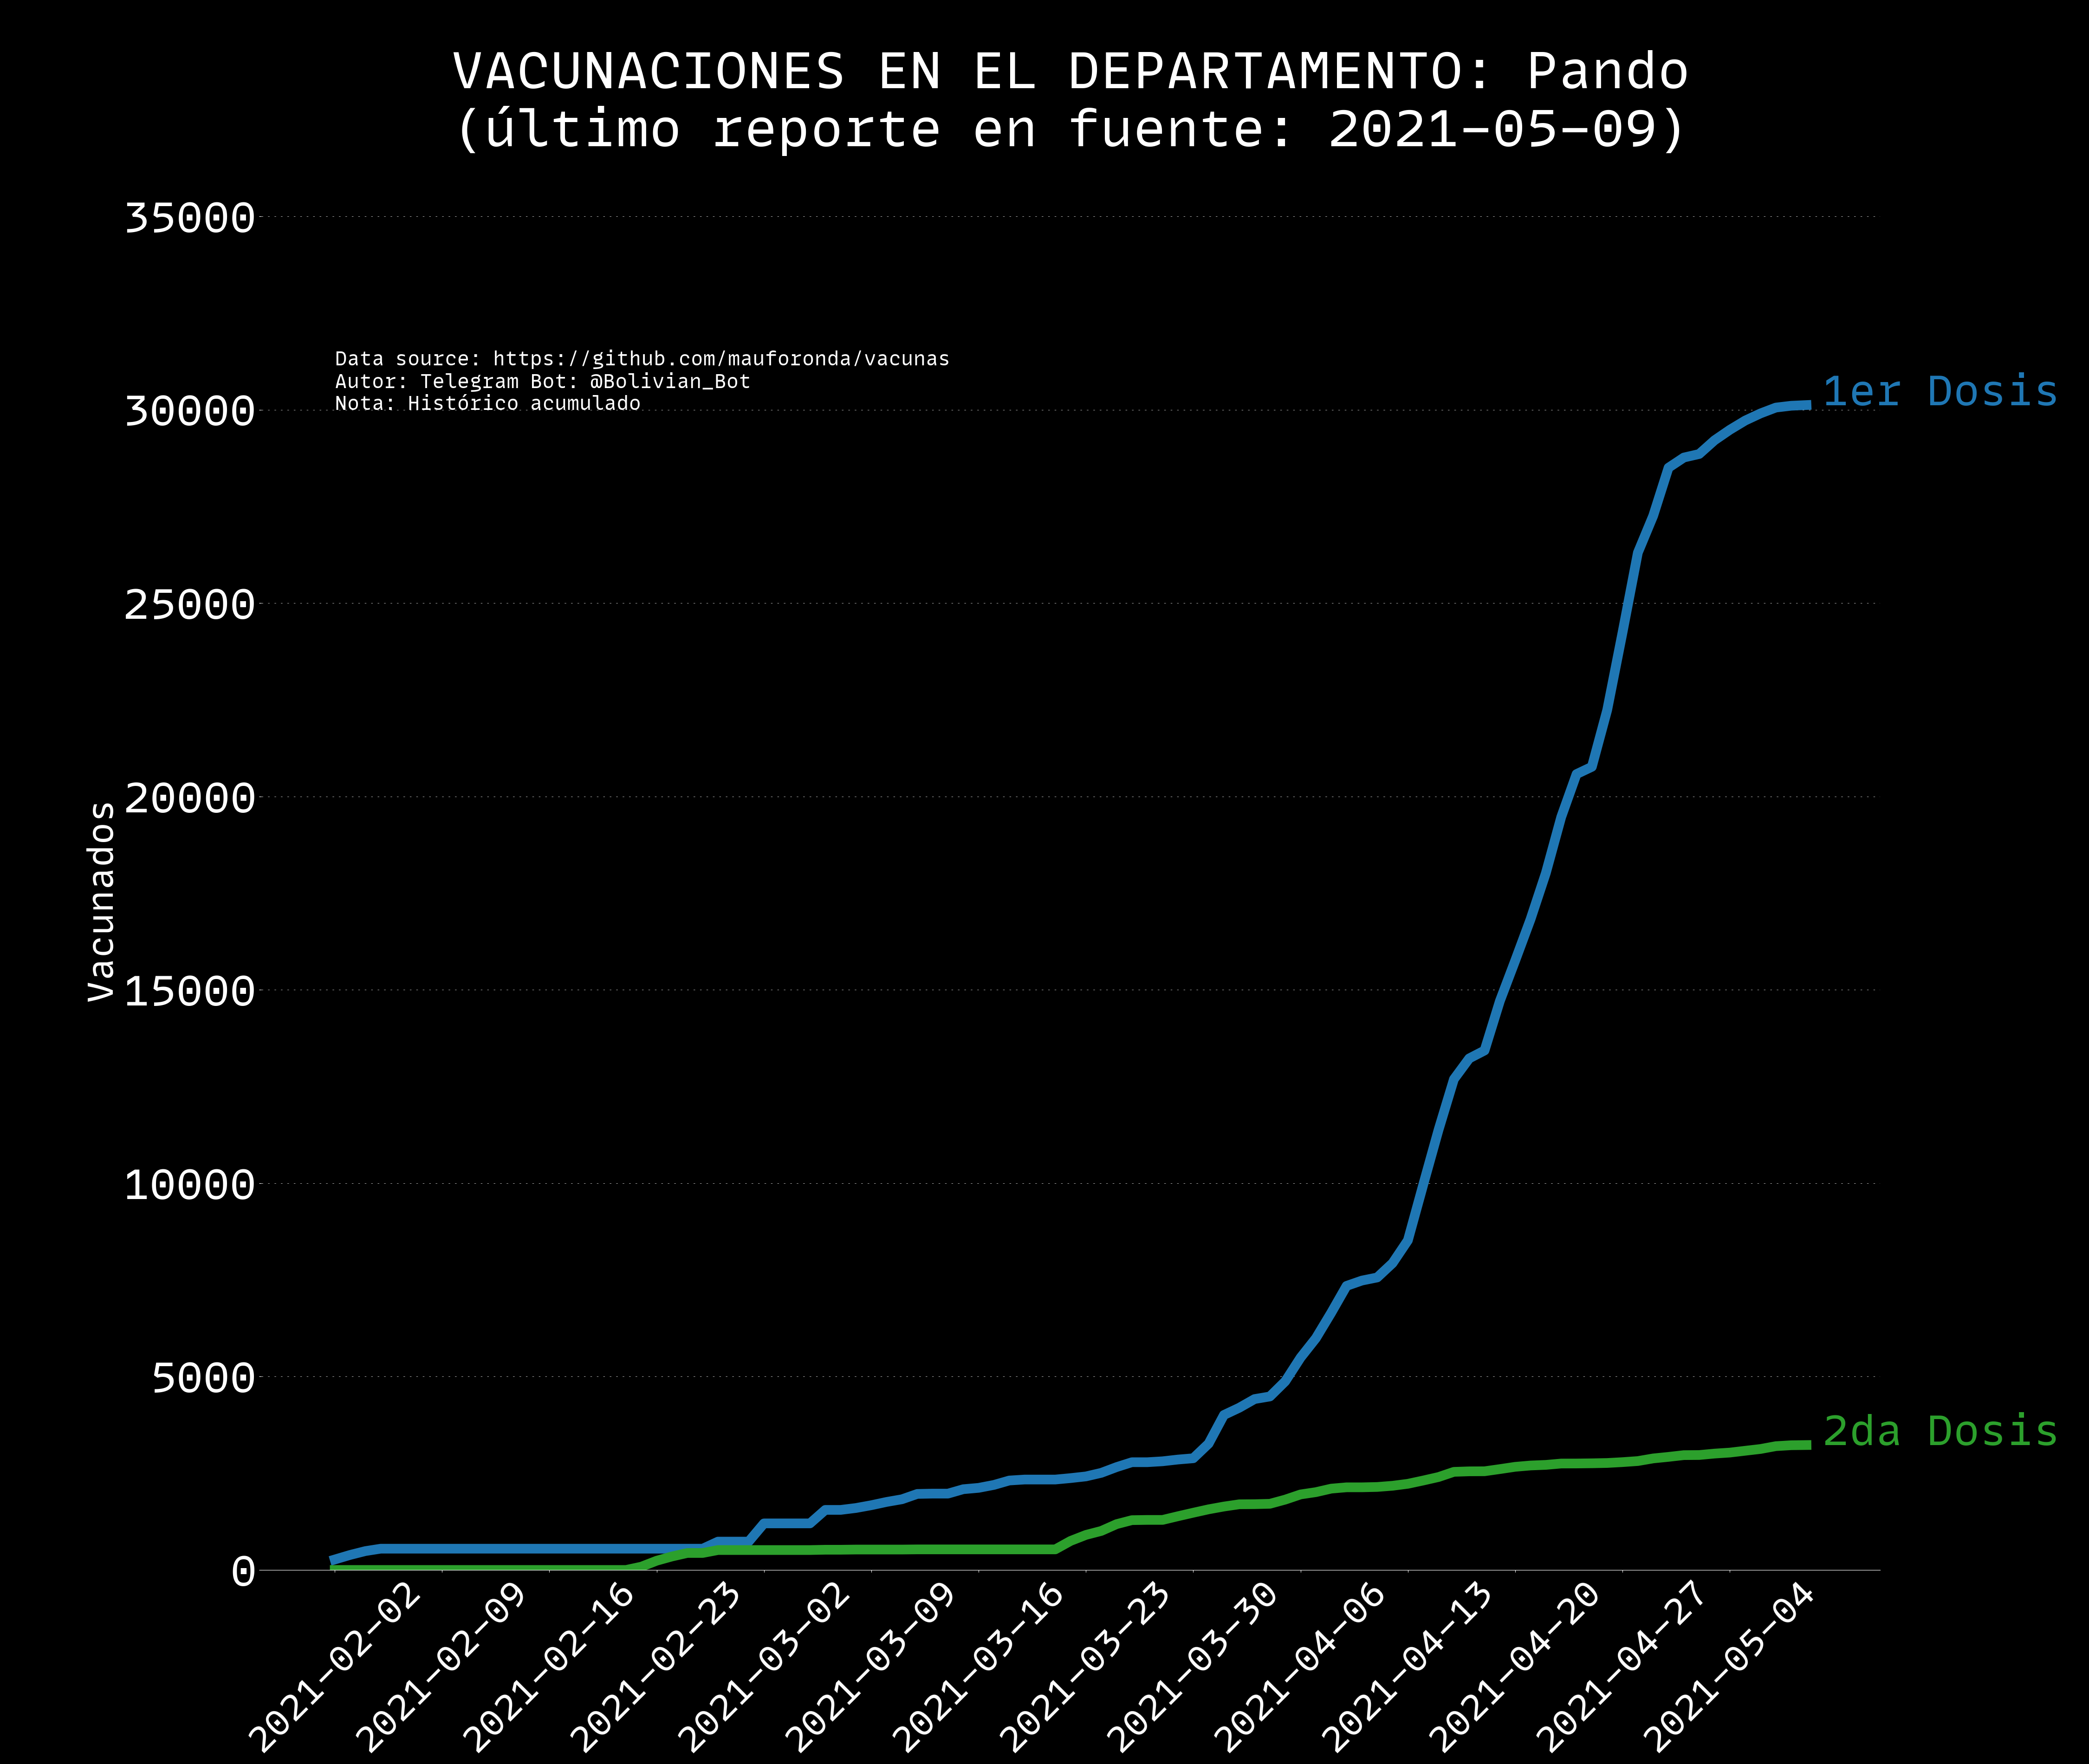 VACUNACIONES EN EL DEPARTAMENTO: Pando
(último reporte en fuente: 2021-05-09)
35000
Data source: https://github.com/mauforonda/vacunas
Autor: Telegram Bot: @Bolivian_Bot
Nota: Histórico acumulado
1er Dosis
30000
25000
20000
Vacunados
15000
10000
5000
2da Dosis
0
2021-02-02
2021-02-09
2021-02-16
2021-02-23
2021-03-02
2021-03-09
2021-03-16
2021-03-23
2021-03-30
2021-04-06
2021-04-13
2021-04-20
2021-04-27
2021-05-04